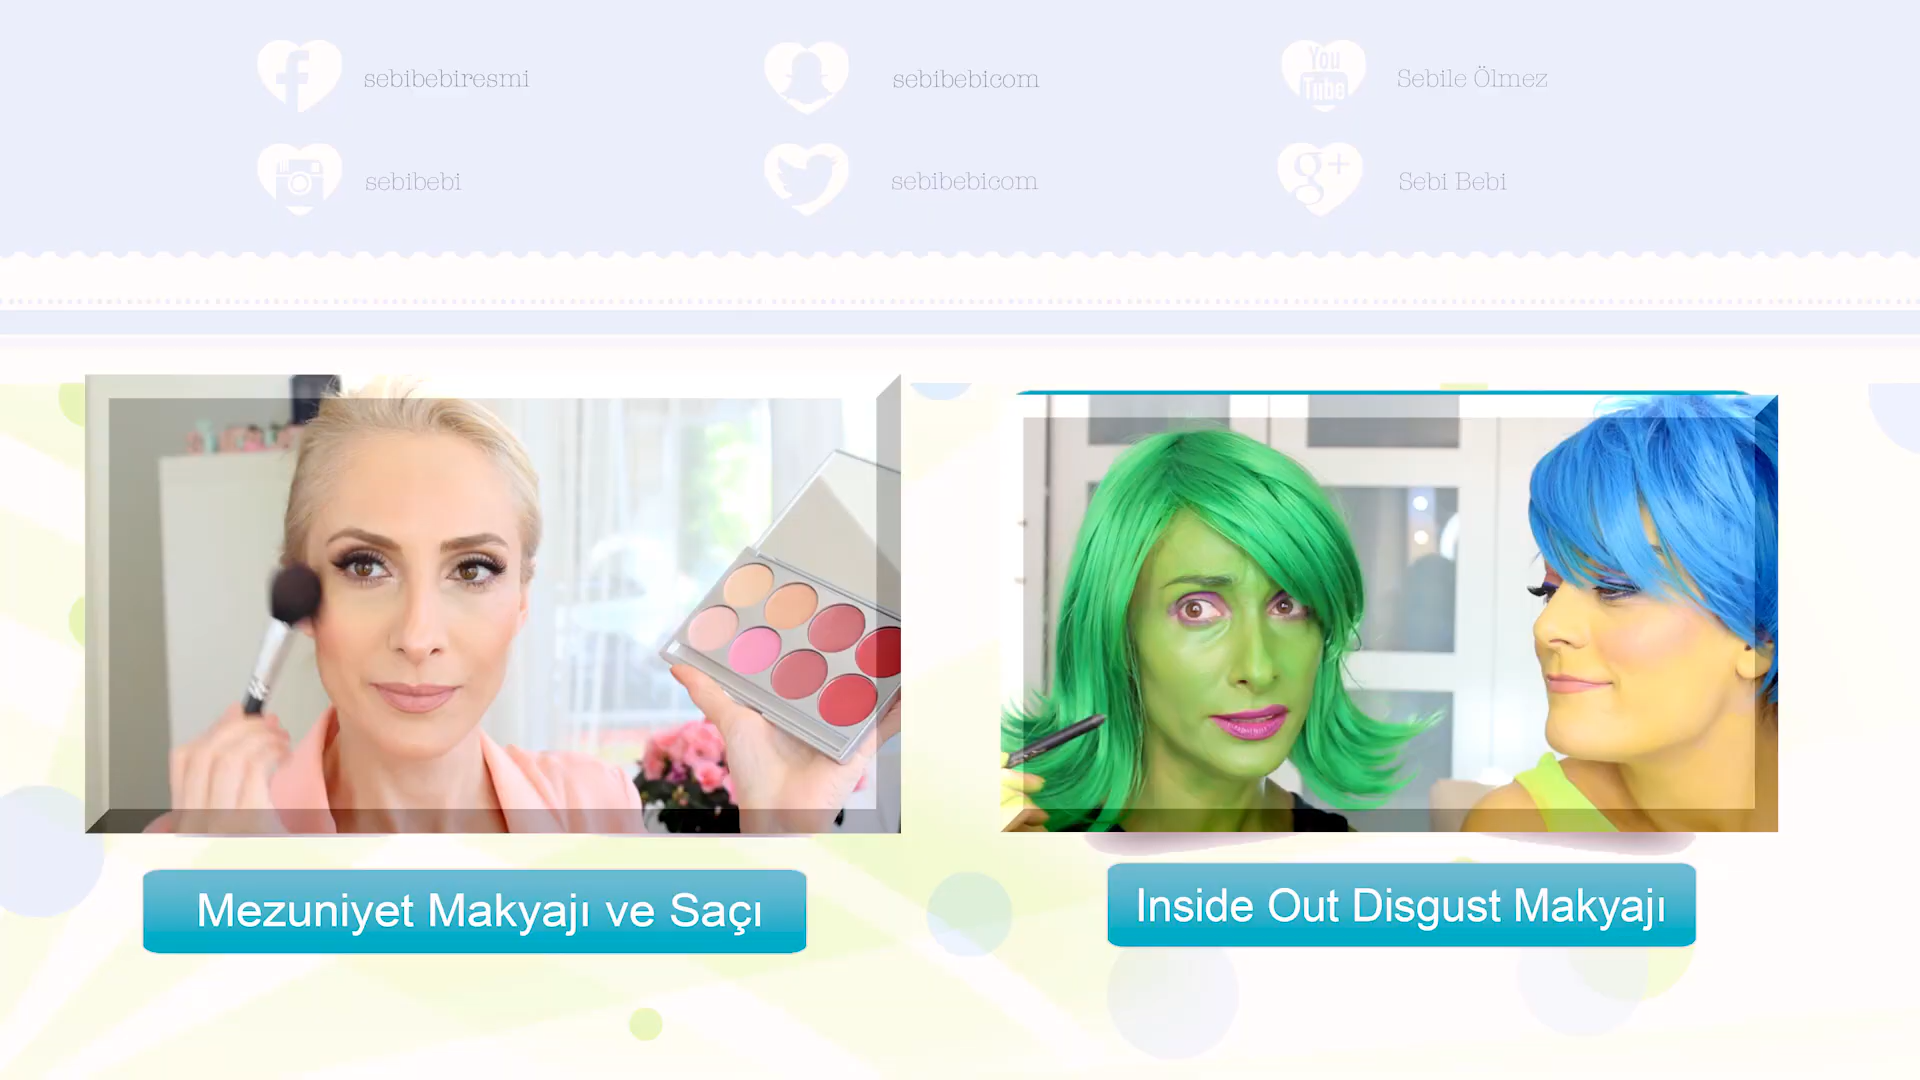 sebibebiresmi
sebibebicom
You Tube
Sebile Ölmez
sebibebi
sebibebicom
g+
Sebi Bebi
Mezuniyet Makyajı ve Saçı
Inside Out Disgust Makyajı